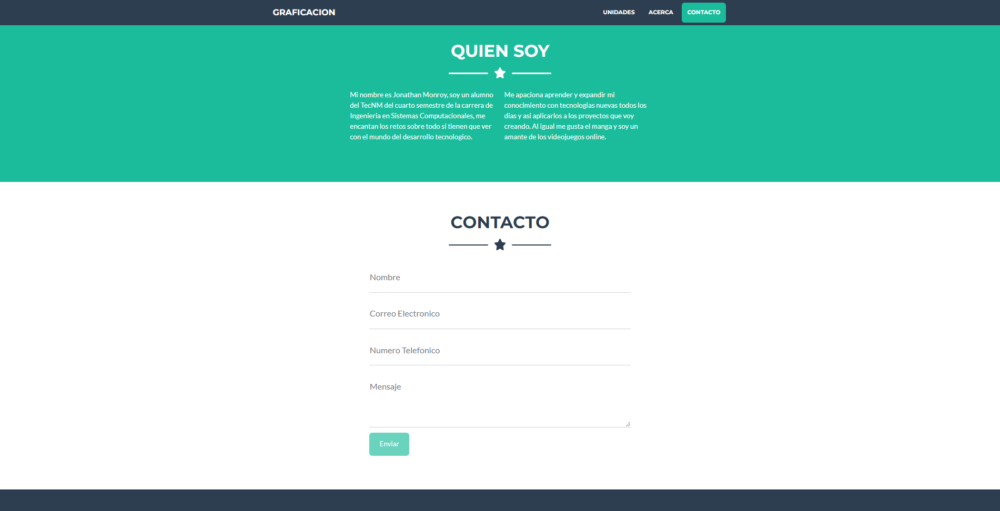 GRAFICACION
UNIDADES
ACERCA
CONTACTO
QUIEN SOY
Mi nombre es Jonathan Monroy, soy un alumno
del TecNM del cuarto semestre de la carrera de
Ingenieria en Sistemas Computacionales, me
encantan los retos sobre todo si tienen que ver
con el mundo del desarrollo tecnologico.
Me apaciona aprender y expandir mi
conocimiento con tecnologias nuevas todos los
dias y asi aplicarlos a los proyectos que voy
creando. Al igual me gusta el manga y soy un
amante de los videojuegos online.
CONTACTO
Nombre
Correo Electronico
Numero Telefonico
Mensaje
Enviar